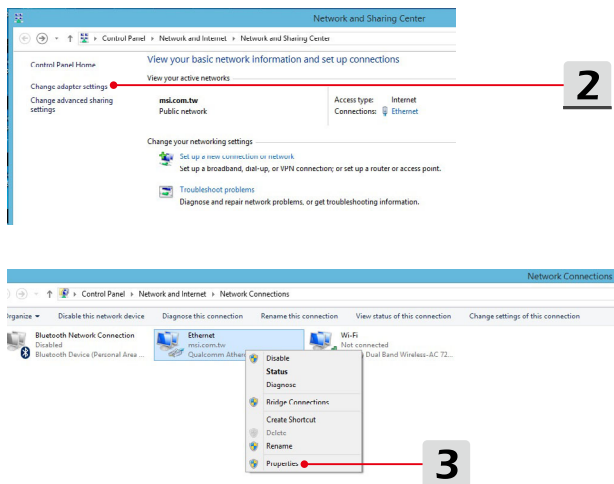 Network and Sharing Center
Control Panel ▸ Network and Internet ▸ Network and Sharing Center
Control Panel Home
Change adapter settings
Change advanced sharing
settings
View your basic network information and set up connections
View your active networks
msi.com.tw
Public network
Access type: Internet
Connections: Ethernet
Change your networking settings
Set up a new connection or network
Set up a broadband, dial-up, or VPN connection; or set up a router or access point.
Troubleshoot problems
Diagnose and repair network problems, or get troubleshooting information.
2
Network Connections
Control Panel ▸ Network and Internet ▸ Network Connections
rganize Disable this network device Diagnose this connection Rename this connection View status of this connection Change settings of this connection
Bluetooth Network Connection
Disabled
Bluetooth Device (Personal Area ...
Ethernet
msi.com.tw
Qualcomm Ather
Wi-Fi
Not connected
Dual Band Wireless-AC 72...
Disable
Status
Diagnose
Bridge Connections
Create Shortcut
Delete
Rename
Properties
3